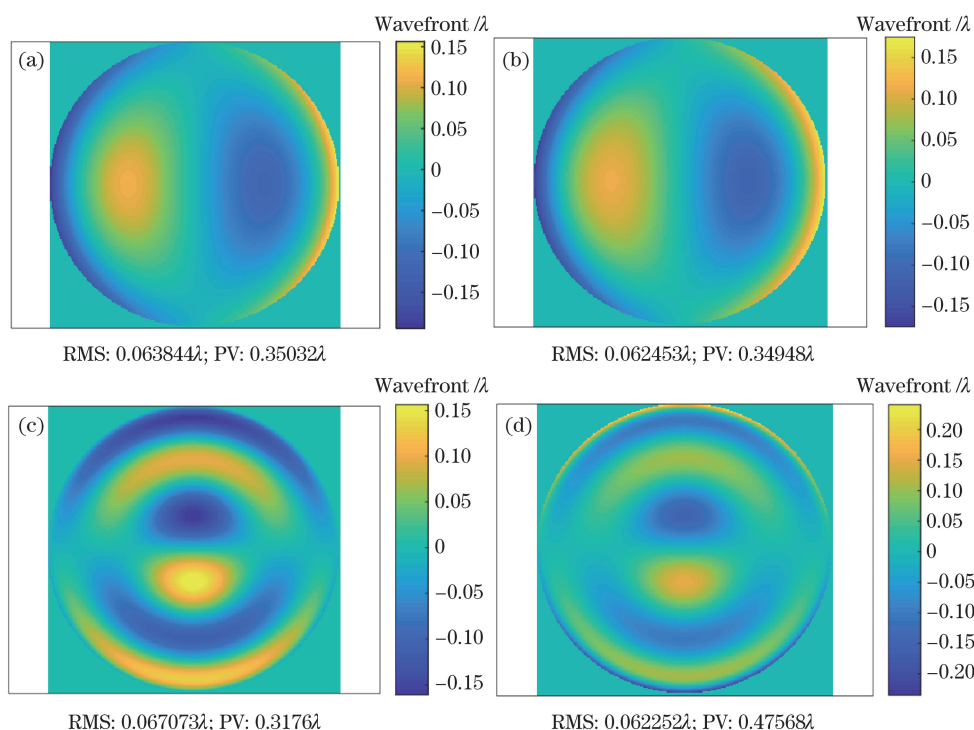 Wavefront /λ
(a)
0.15
0.10
0.05
0
−0.05
−0.10
−0.15
RMS: 0.063844λ; PV: 0.35032λ
Wavefront /λ
(b)
0.15
0.10
0.05
0
−0.05
−0.10
−0.15
RMS: 0.062453λ; PV: 0.34948λ
Wavefront /λ
(c)
0.15
0.10
0.05
0
−0.05
−0.10
−0.15
RMS: 0.067073λ; PV: 0.3176λ
Wavefront /λ
(d)
0.20
0.15
0.10
0.05
0
−0.05
−0.10
−0.15
−0.20
RMS: 0.062252λ; PV: 0.47568λ